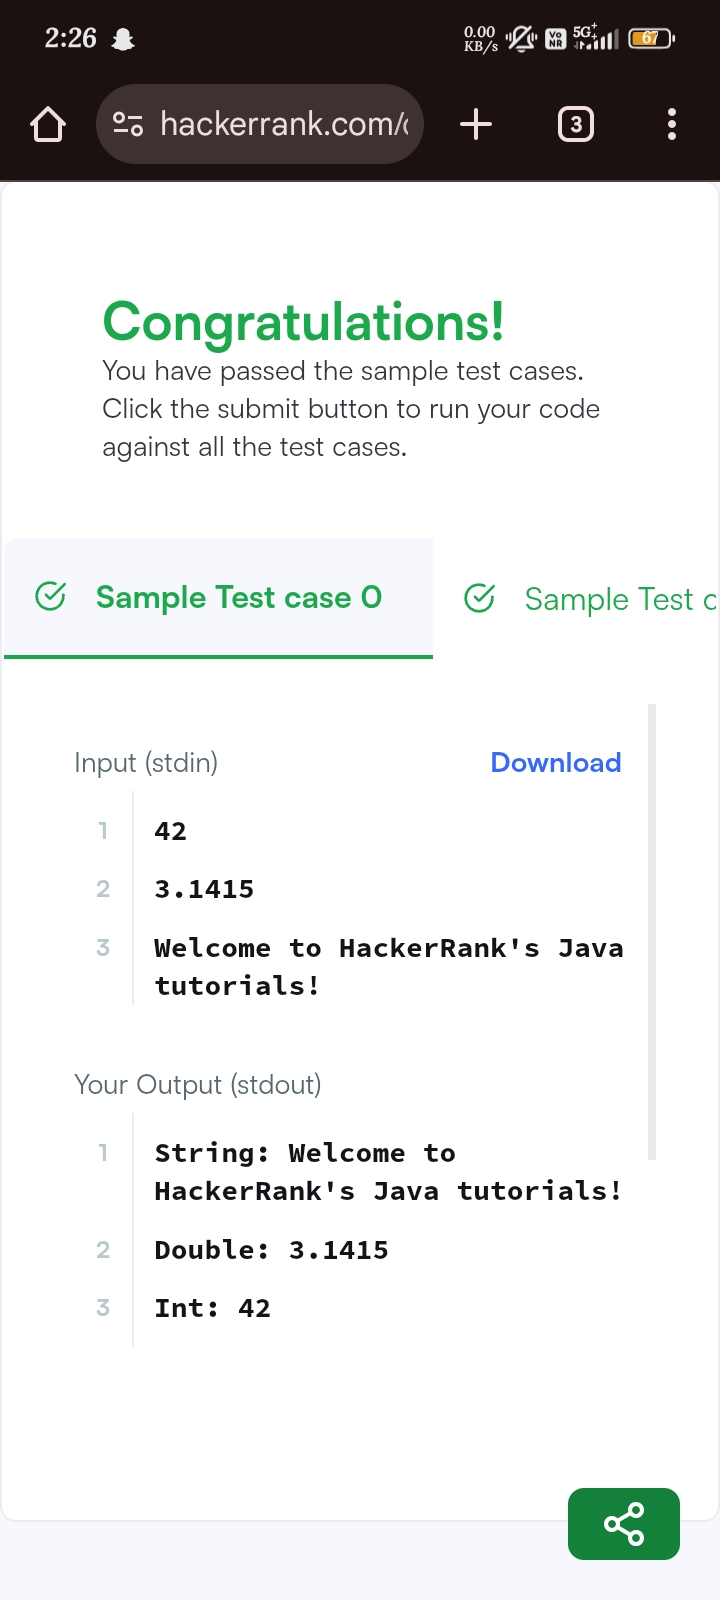 2:26
0.00
KB/s
Vo
NR
5G+
67
hackerrank.com/
3
Congratulations!
You have passed the sample test cases.
Click the submit button to run your code
against all the test cases.
Sample Test case 0
Sample Test c
Input (stdin)
Download
1 42
2 3.1415
3 Welcome to HackerRank's Java
tutorials!
Your Output (stdout)
1 String: Welcome to
HackerRank's Java tutorials!
2 Double: 3.1415
3 Int: 42